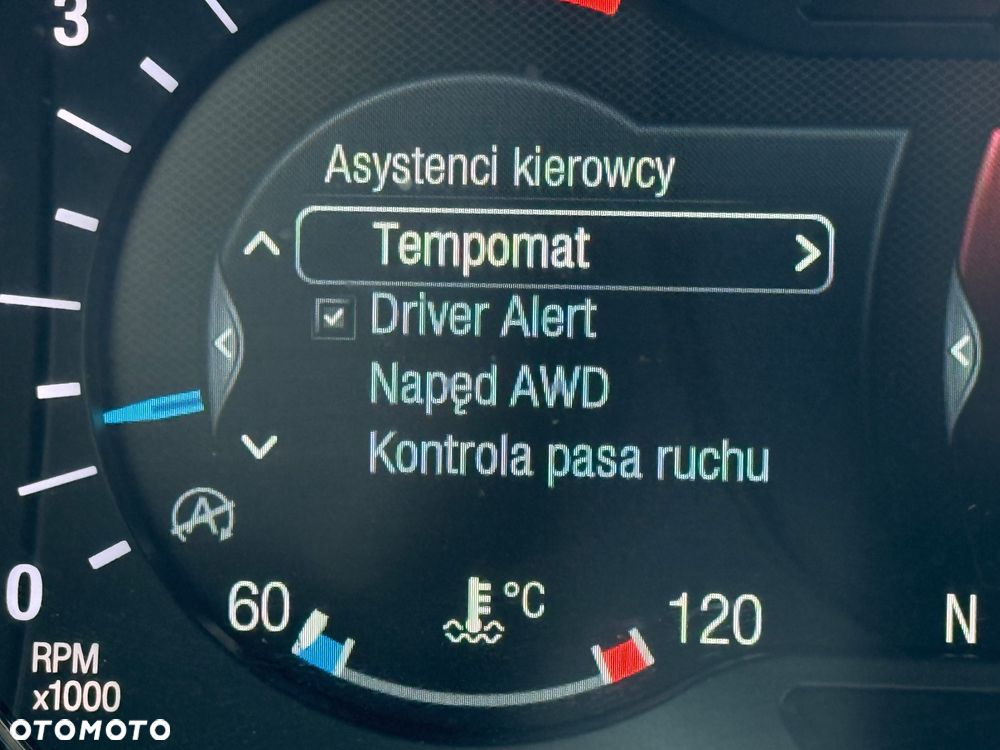 3
Asystenci kierowcy
Tempomat
Driver Alert
Napęd AWD
Kontrola pasa ruchu
A
60 °C 120
0
N
RPM
x1000
OTOMOTO